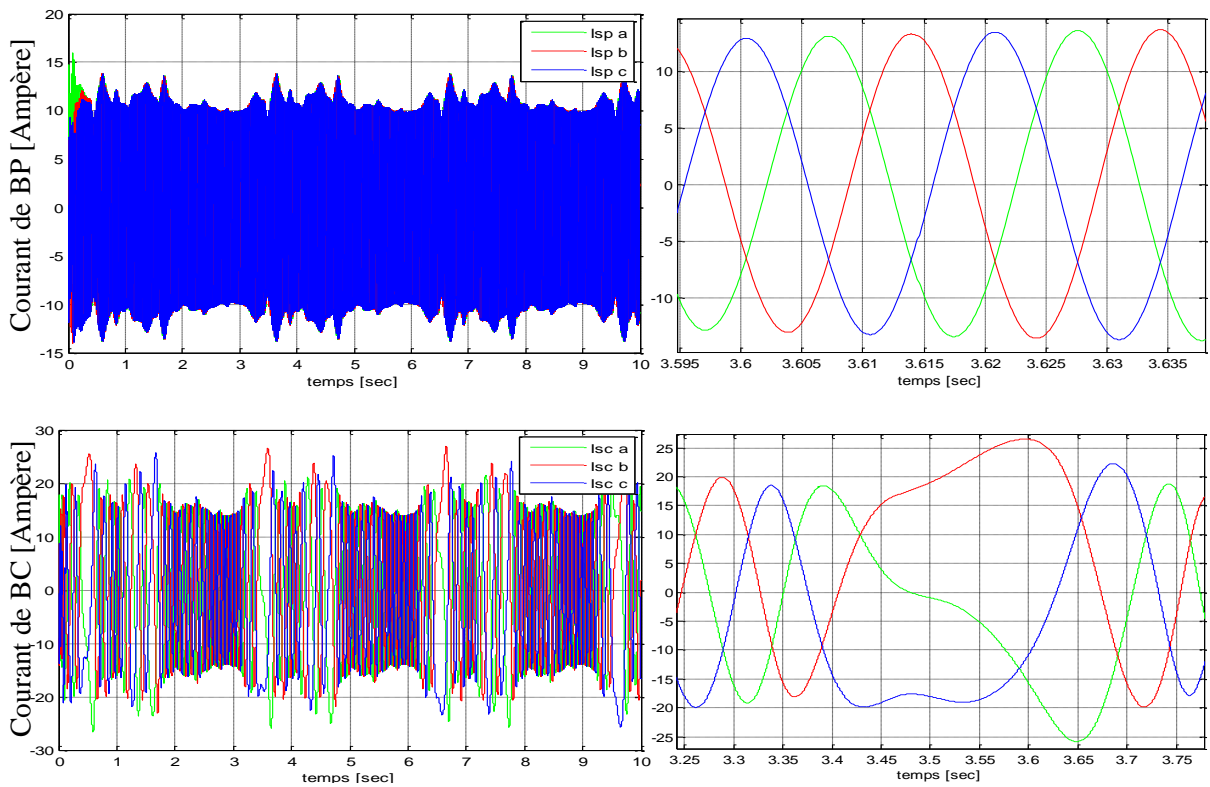 Courant de BP [Ampère]
20
15
10
5
0
-5
-10
-15
0 1 2 3 4 5 6 7 8 9 10
temps [sec]
Isp a
Isp b
Isp c
10
5
0
-5
-10
3.595 3.6 3.605 3.61 3.615 3.62 3.625 3.63 3.635
temps [sec]
Courant de BC [Ampère]
30
20
10
0
-10
-20
-30
0 1 2 3 4 5 6 7 8 9 10
temps [sec]
Isc a
Isc b
Isc c
25
20
15
10
5
0
-5
-10
-15
-20
-25
3.25 3.3 3.35 3.4 3.45 3.5 3.55 3.6 3.65 3.7 3.75
temps [sec]